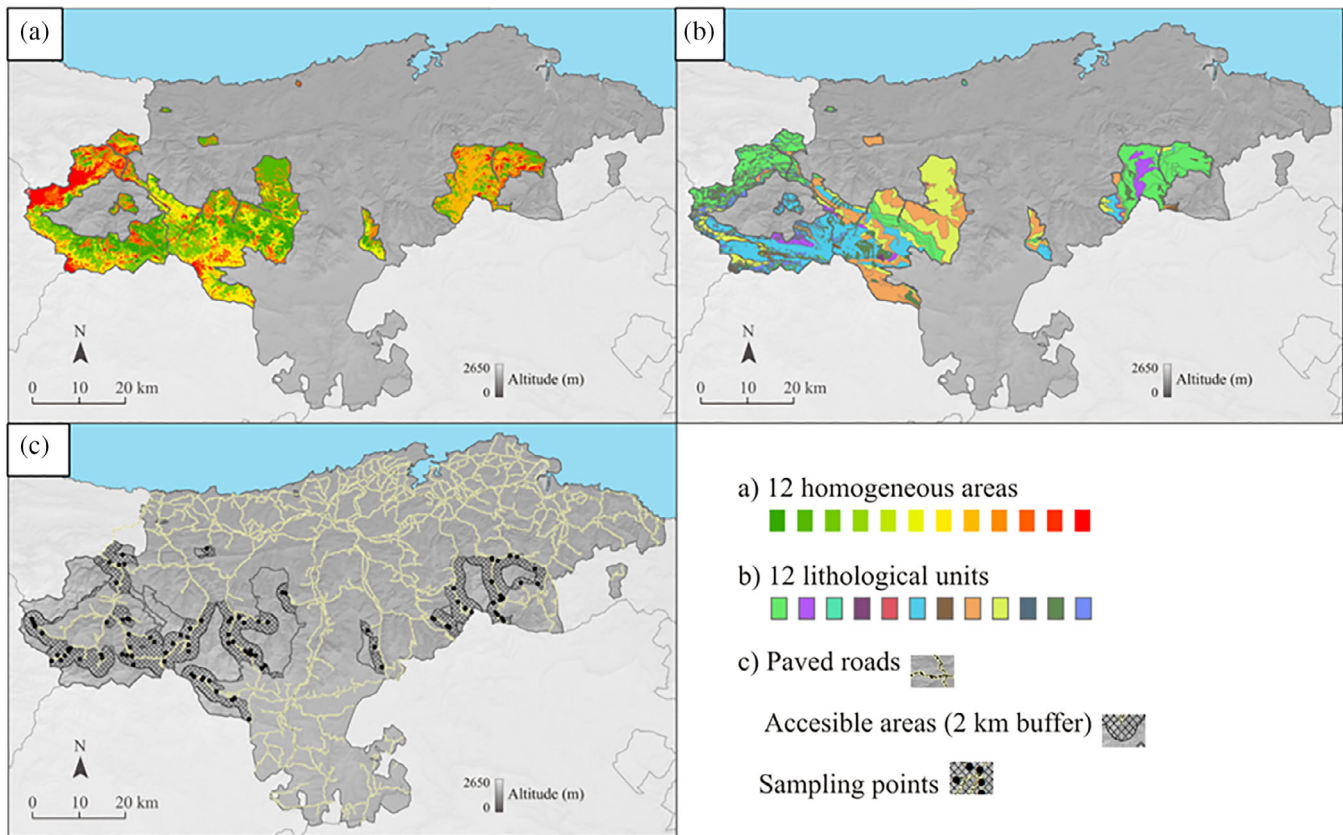 (a)
N
0 10 20 km
2650
0
Altitude (m)
(b)
N
0 10 20 km
2650
0
Altitude (m)
(c)
N
0 10 20 km
2650
0
Altitude (m)
a) 12 homogeneous areas
b) 12 lithological units
c) Paved roads
Accesible areas (2 km buffer)
Sampling points